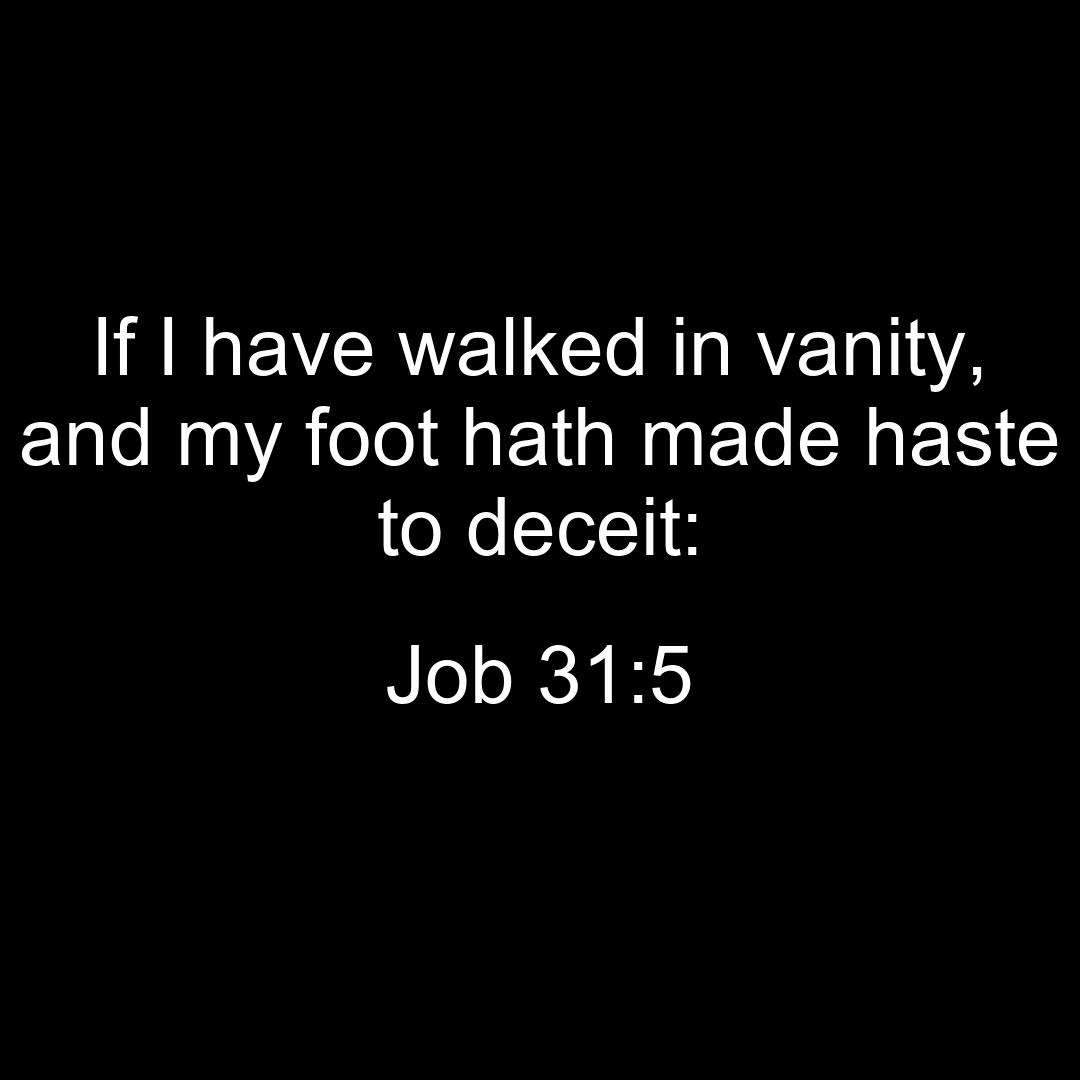 If I have walked in vanity,
and my foot hath made haste
to deceit:
Job 31:5